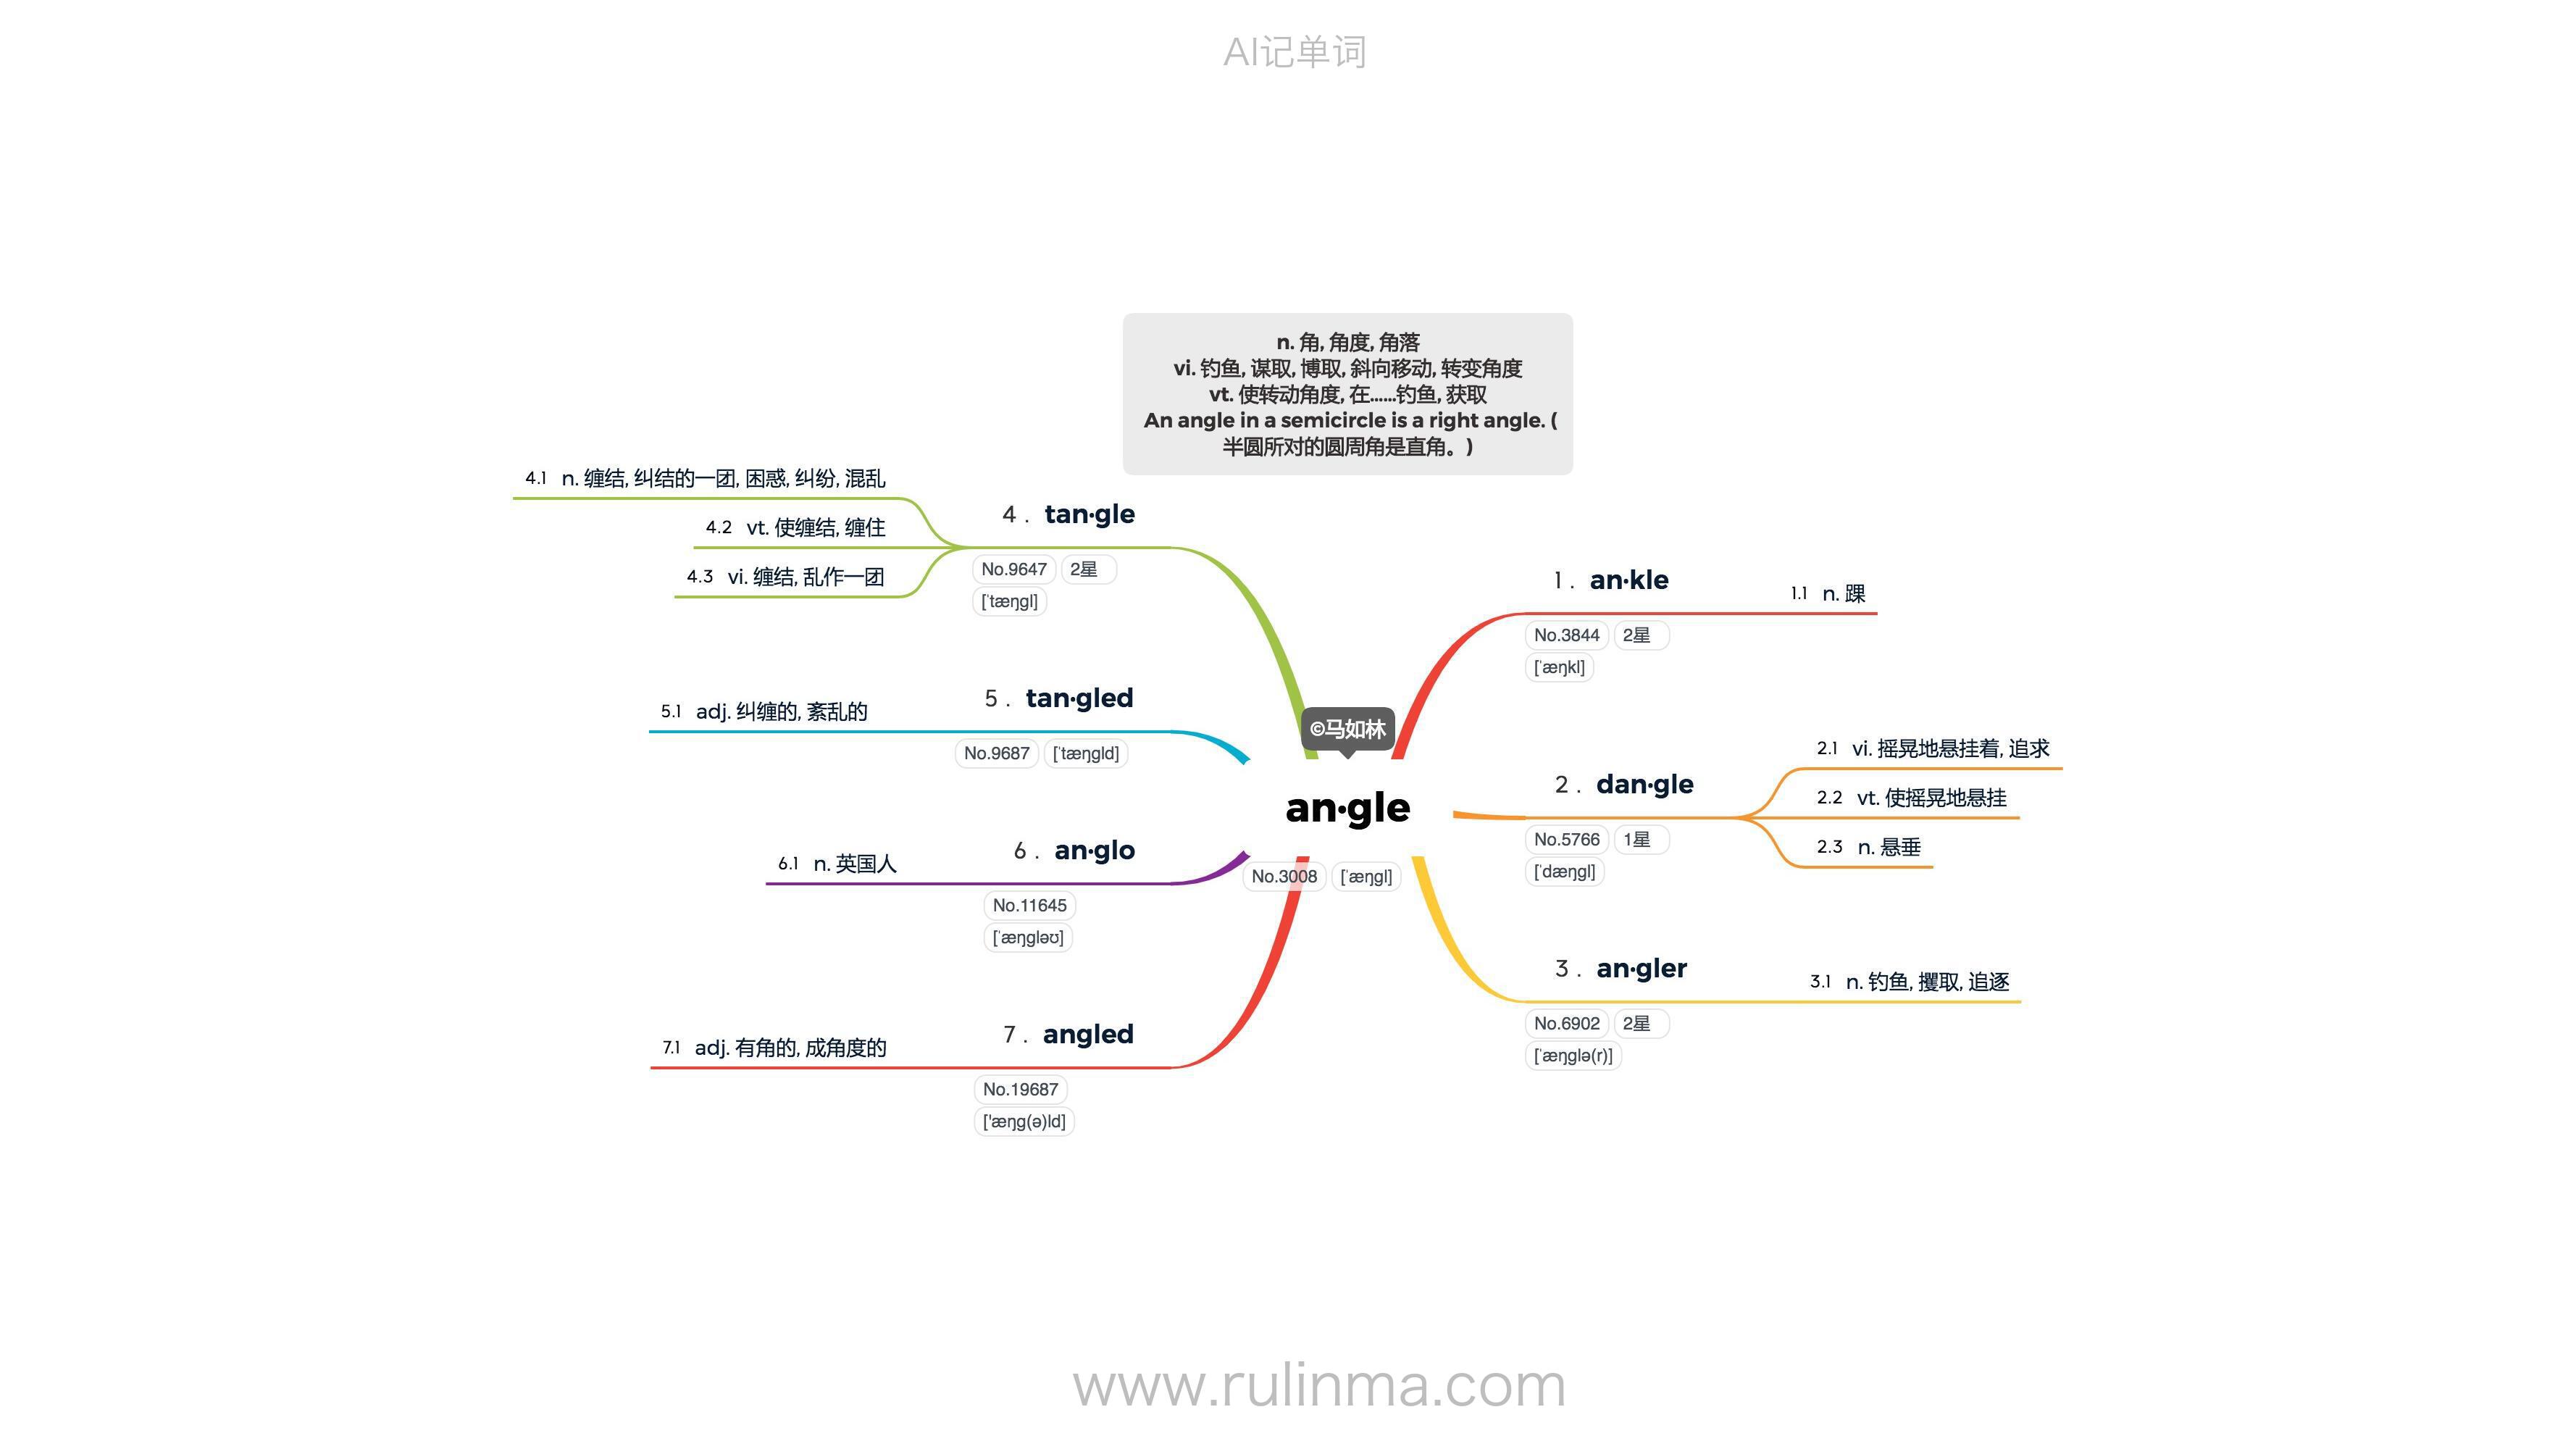 AI记单词
n. 角, 角度, 角落
vi. 钓鱼, 谋取, 博取, 斜向移动, 转变角度
vt. 使转动角度, 在......钓鱼, 获取
An angle in a semicircle is a right angle. (
半圆所对的圆周角是直角。)
©马如林
an·gle
No.3008 [ˈæŋgl]
1 . an·kle
No.3844 2星
[ˈæŋkl]
1.1 n. 踝
2 . dan·gle
No.5766 1星
[ˈdæŋgl]
2.1 vi. 摇晃地悬挂着, 追求
2.2 vt. 使摇晃地悬挂
2.3 n. 悬垂
3 . an·gler
No.6902 2星
[ˈæŋglə(r)]
3.1 n. 钓鱼, 攫取, 追逐
4 . tan·gle
No.9647 2星
[ˈtæŋgl]
4.1 n. 缠结, 纠结的一团, 困惑, 纠纷, 混乱
4.2 vt. 使缠结, 缠住
4.3 vi. 缠结, 乱作一团
5 . tan·gled
No.9687 [ˈtæŋgld]
5.1 adj. 纠缠的, 紊乱的
6 . an·glo
No.11645
[ˈæŋgləʊ]
6.1 n. 英国人
7 . angled
No.19687
['æŋg(ə)ld]
7.1 adj. 有角的, 成角度的
www.rulinma.com